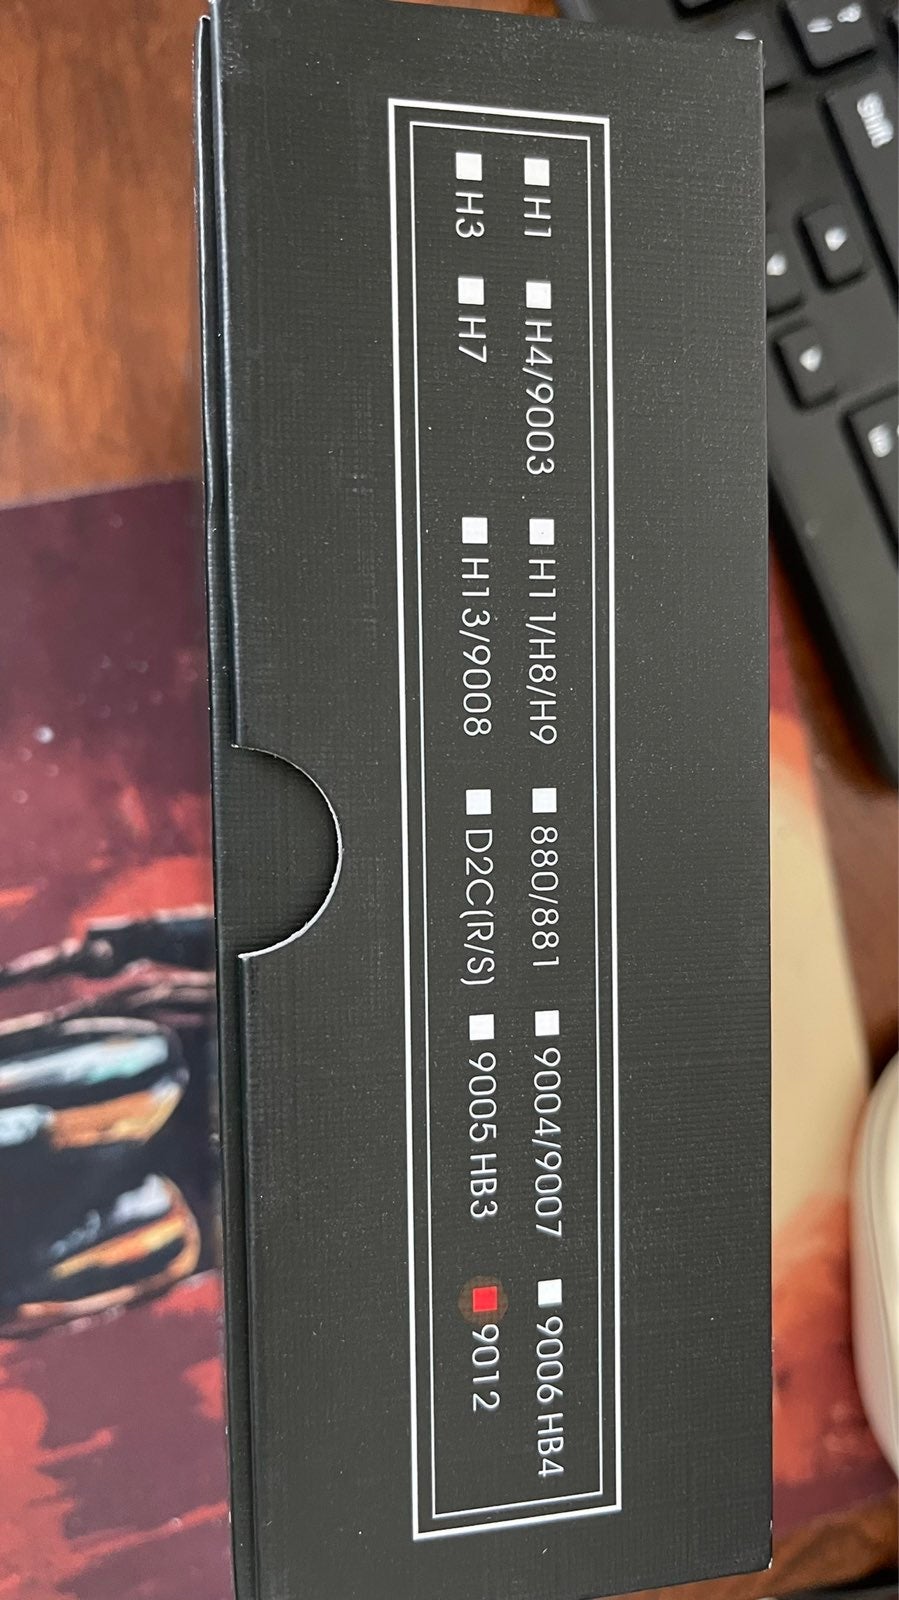 ■ H1 ■ H4/9003 ■ H11/H8/H9 ■ 880/881 ■ 9004/9007 ■ 9006 HB4
■ H3 ■ H7 ■ H13/9008 ■ D2C(R/S) ■ 9005 HB3 ■ 9012
Shift